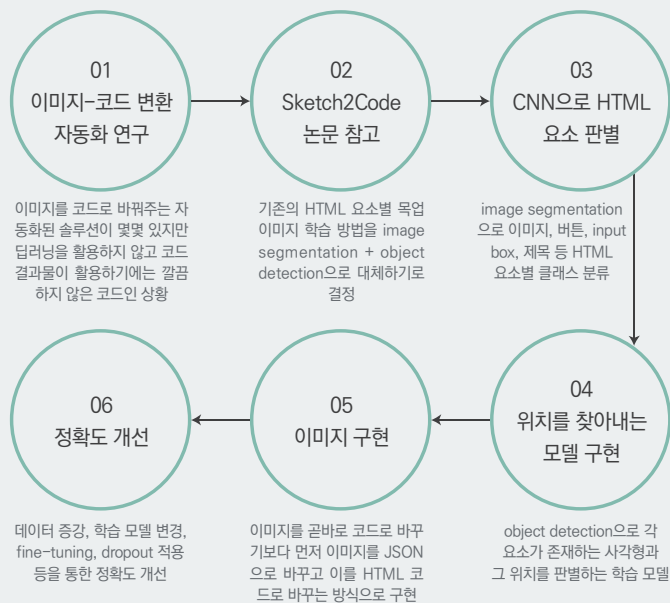 01
이미지-코드 변환
자동화 연구
이미지를 코드로 바꿔주는 자
동화된 솔루션이 몇몇 있지만
딥러닝을 활용하지 않고 코드
결과물이 활용하기에는 깔끔
하지 않은 코드인 상황
02
Sketch2Code
논문 참고
기존의 HTML 요소별 목업
이미지 학습 방법을 image
segmentation + object
detection으로 대체하기로
결정
03
CNN으로 HTML
요소 판별
image segmentation
으로 이미지, 버튼, input
box, 제목 등 HTML
요소별 클래스 분류
04
위치를 찾아내는
모델 구현
object detection으로 각
요소가 존재하는 사각형과
그 위치를 판별하는 학습 모델
05
이미지 구현
이미지를 곧바로 코드로 바꾸
기보다 먼저 이미지를 JSON
으로 바꾸고 이를 HTML 코
드로 바꾸는 방식으로 구현
06
정확도 개선
데이터 증강, 학습 모델 변경,
fine-tuning, dropout 적용
등을 통한 정확도 개선